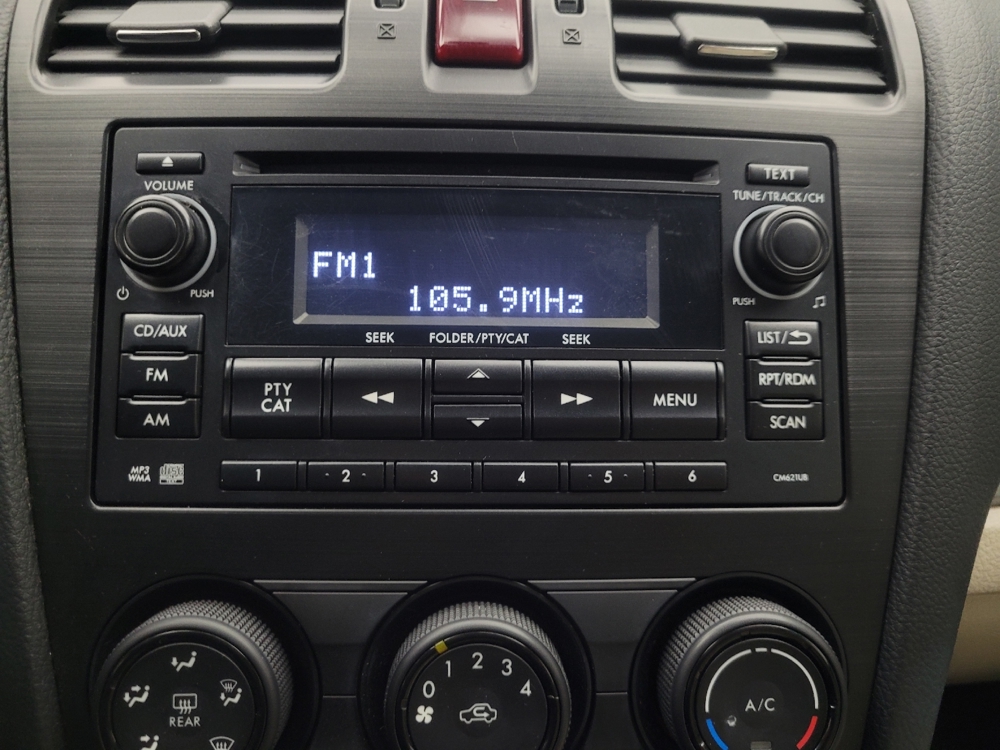 TEXT
VOLUME
TUNE/TRACK/CH
FM1
105.9MHz
PUSH
PUSH
SEEK
FOLDER/PTY/CAT
SEEK
CD/AUX
LIST/
FM
PTY
CAT
MENU
RPT/RDM
AM
SCAN
MP3
WMA
1
-2-
3
4
-5-
6
CM621UB
0
1
2
3
4
REAR
A/C